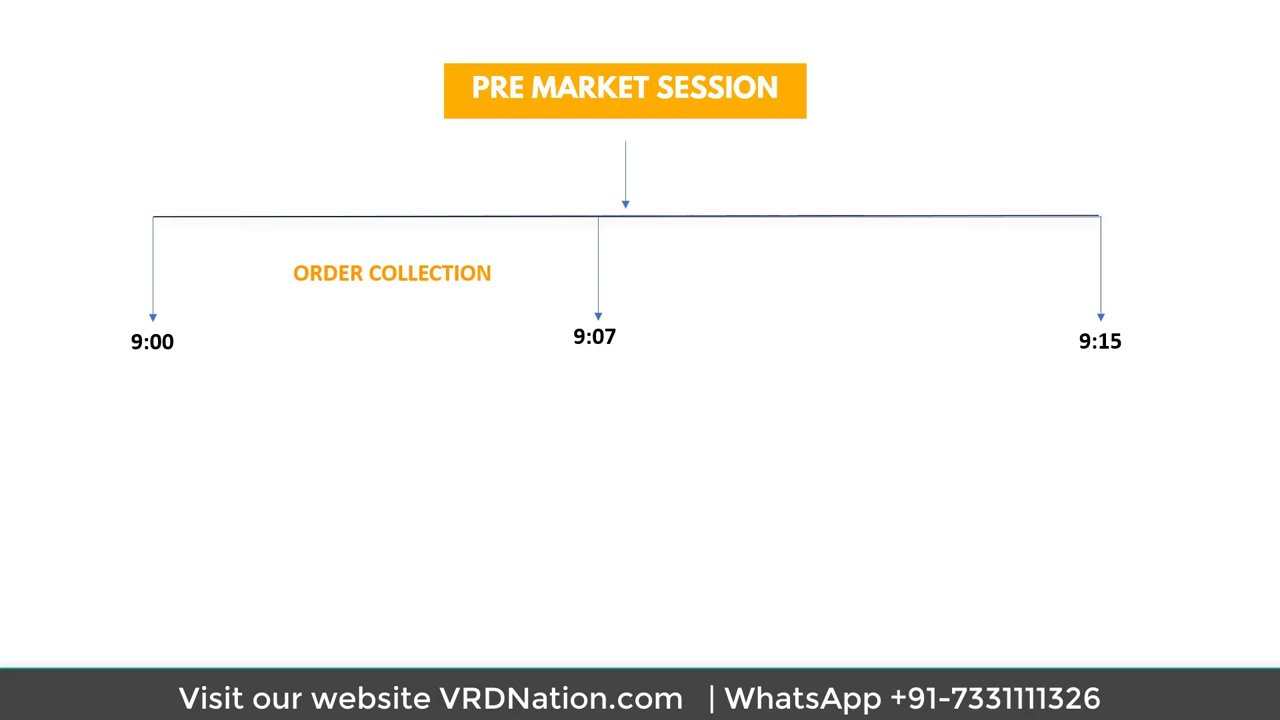 PRE MARKET SESSION
ORDER COLLECTION
9:00
9:07
9:15
Visit our website VRDNation.com | WhatsApp +91-7331111326